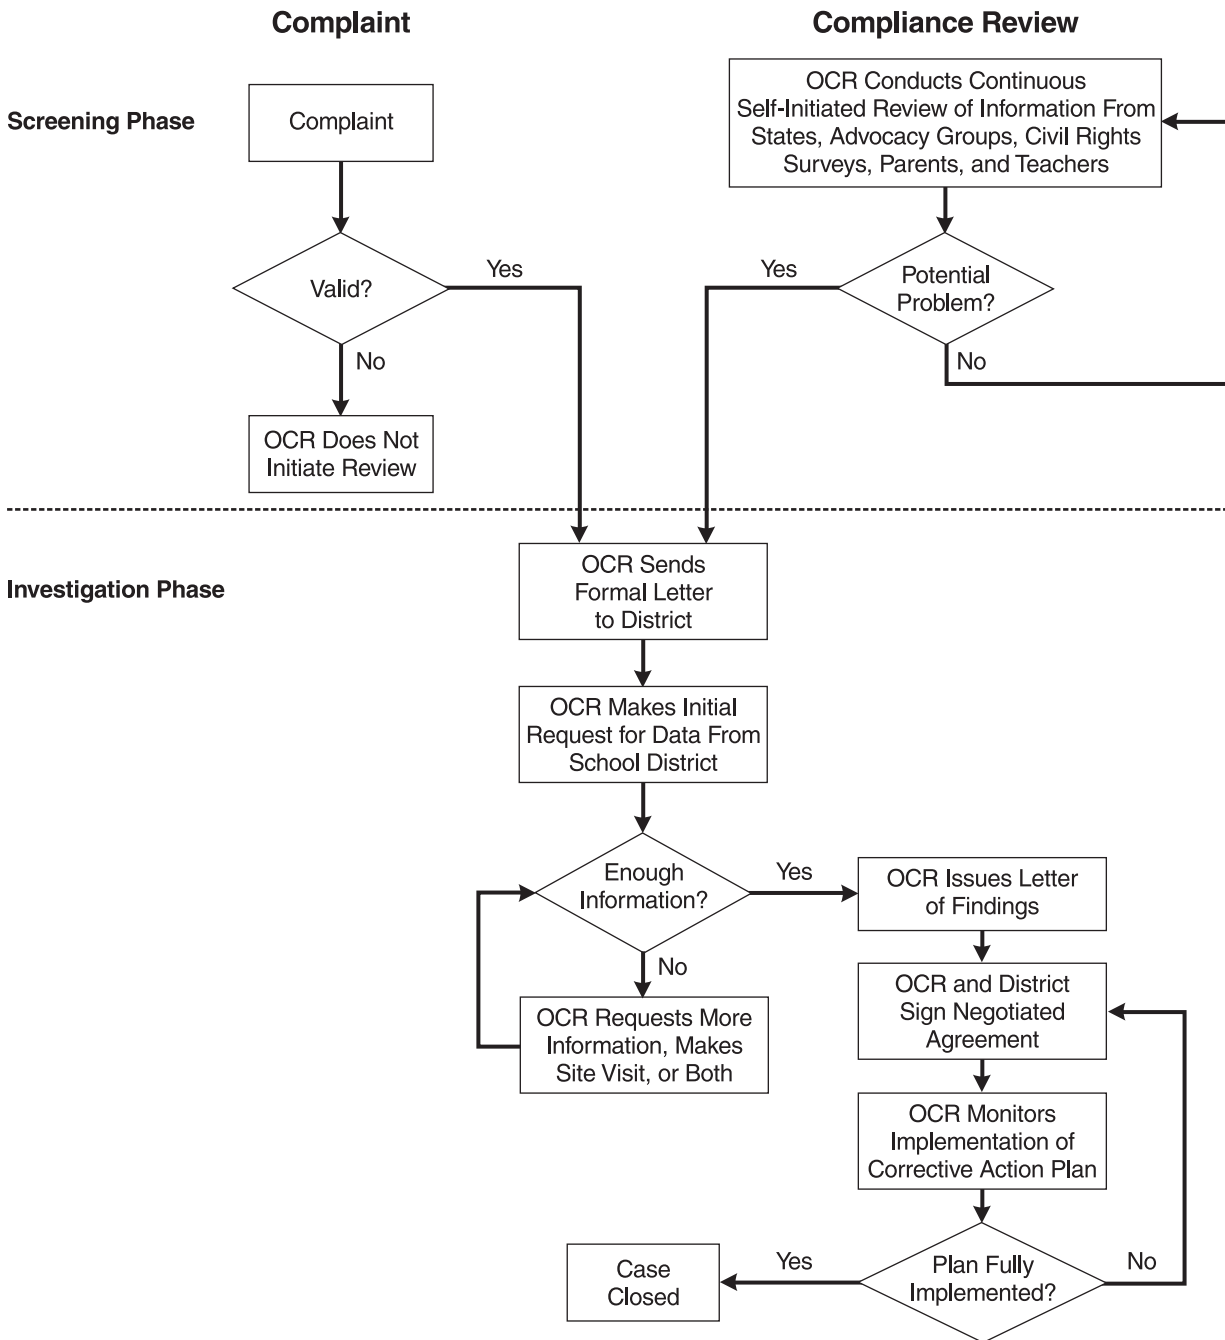 Complaint
Compliance Review
Screening Phase
Complaint
OCR Conducts Continuous
Self-Initiated Review of Information From
States, Advocacy Groups, Civil Rights
Surveys, Parents, and Teachers
Valid?
Yes
No
OCR Does Not
Initiate Review
Yes
Potential
Problem?
No
Investigation Phase
OCR Sends
Formal Letter
to District
OCR Makes Initial
Request for Data From
School District
Enough
Information?
Yes
No
OCR Requests More
Information, Makes
Site Visit, or Both
OCR Issues Letter
of Findings
OCR and District
Sign Negotiated
Agreement
OCR Monitors
Implementation of
Corrective Action Plan
Plan Fully
Implemented?
Yes
No
Case
Closed